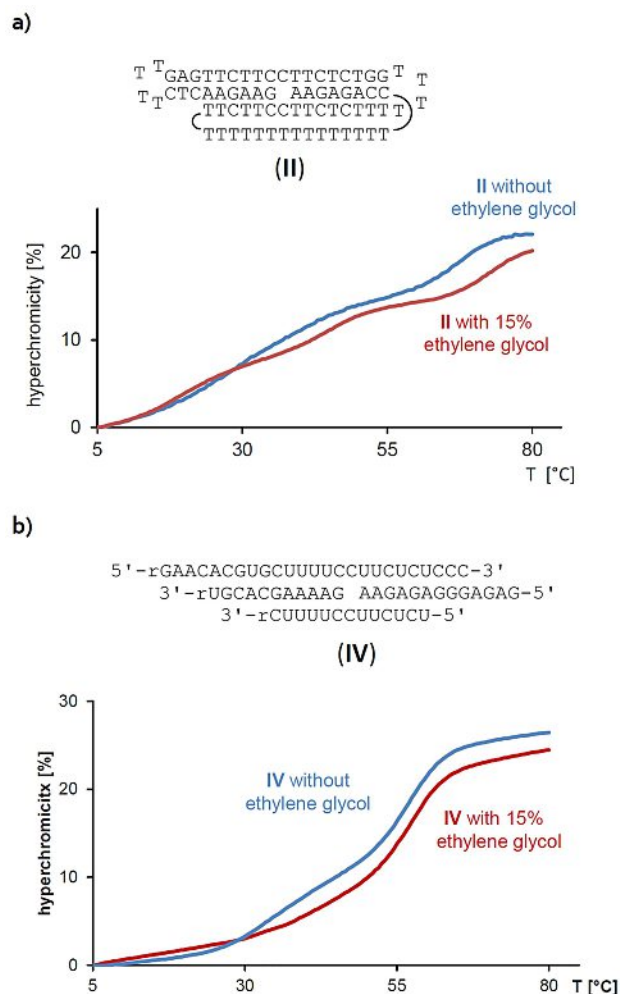 a)
T T GAGTTCTTCCTTCTCTGG T T
T T CTCAAGAAG AAGAGACC T
TTCTTCCTTCTCTTT T
TTTTTTTTTTTTTTT
(II)
II without
ethylene glycol
hyperchromicity [%]
20
10
0
II with 15%
ethylene glycol
5 30 55 80
T [°C]
b)
5'-rGAACACGUGCUUUUCCUUCUCUCCC-3'
3'-rUGCACGAAAAG AAGAGAGGGAGAG-5'
3'-rCUUUUCCUUCUCU-5'
(IV)
hyperchromicitx [%]
30
20
10
0
IV without
ethylene glycol
IV with 15%
ethylene glycol
5 30 55 80 T [°C]